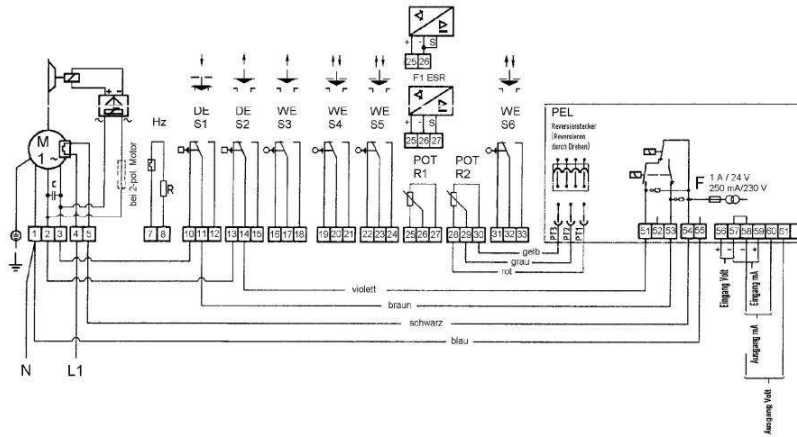 + - S
25 26
F1 ESR
+ - S
25 26 27
M
1 ~
C
+ -
bei 2-pol. Motor
Hz
R
DE
S1
DE
S2
WE
S3
WE
S4
WE
S5
POT
R1
POT
R2
WE
S6
PEL
Reversierstecker
(Reversieren
durch Drehen)
PT3 PT2 PT1
F
1 A / 24 V
250 mA/230 V
1 2 3 4 5
7 8
10 11 12
13 14 15
16 17 18
19 20 21
22 23 24
25 26 27
28 29 30
31 32 33
51 52 53
54 55
56 57 58 59 60 S1
+ - - +
gelb
grau
rot
violett
braun
schwarz
blau
N
L1
Eingang Volt
Eingang mA
Ausgang mA
Ausgang Volt